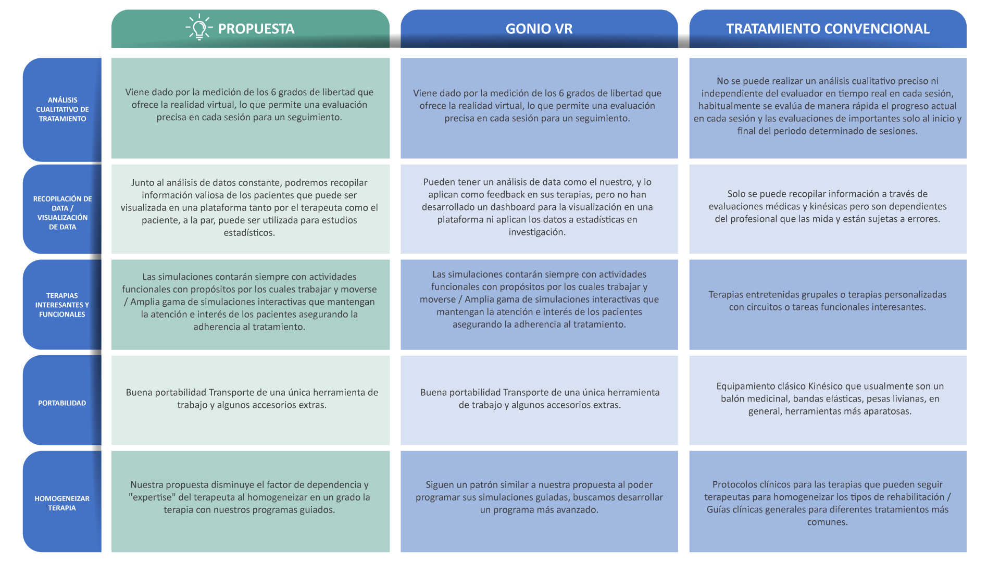 PROPUESTA
GONIO VR
TRATAMIENTO CONVENCIONAL
ANÁLISIS
CUALITATIVO DE
TRATAMIENTO
Viene dado por la medición de los 6 grados de libertad que
ofrece la realidad virtual, lo que permite una evaluación
precisa en cada sesión para un seguimiento.
Viene dado por la medición de los 6 grados de libertad que
ofrece la realidad virtual, lo que permite una evaluación
precisa en cada sesión para un seguimiento.
No se puede realizar un análisis cualitativo preciso ni
independiente del evaluador en tiempo real en cada sesión,
habitualmente se evalúa de manera rápida el progreso actual
en cada sesión y las evaluaciones de importantes solo al inicio y
final del periodo determinado de sesiones.
RECOPILACIÓN DE
DATA /
VISUALIZACIÓN
DE DATA
Junto al análisis de datos constante, podremos recopilar
información valiosa de los pacientes que puede ser
visualizada en una plataforma tanto por el terapeuta como el
paciente, a la par, puede ser utilizada para estudios
estadísticos.
Pueden tener un análisis de data como el nuestro, y lo
aplican como feedback en sus terapias, pero no han
desarrollado un dashboard para la visualización en una
plataforma ni aplican los datos a estadísticas en
investigación.
Solo se puede recopilar información a través de
evaluaciones médicas y kinésicas pero son dependientes
del profesional que las mida y están sujetas a errores.
TERAPIAS
INTERESANTES Y
FUNCIONALES
Las simulaciones contarán siempre con actividades
funcionales con propósitos por los cuales trabajar y moverse
/ Amplia gama de simulaciones interactivas que mantengan
la atención e interés de los pacientes asegurando la
adherencia al tratamiento.
Las simulaciones contarán siempre con actividades
funcionales con propósitos por los cuales trabajar y
moverse / Amplia gama de simulaciones interactivas que
mantengan la atención e interés de los pacientes
asegurando la adherencia al tratamiento.
Terapias entretenidas grupales o terapias personalizadas
con circuitos o tareas funcionales interesantes.
PORTABILIDAD
Buena portabilidad Transporte de una única herramienta de
trabajo y algunos accesorios extras.
Buena portabilidad Transporte de una única herramienta
de trabajo y algunos accesorios extras.
Equipamiento clásico Kinésico que usualmente son un
balón medicinal, bandas elásticas, pesas livianas, en
general, herramientas más aparatosas.
HOMOGENEIZAR
TERAPIA
Nuestra propuesta disminuye el factor de dependencia y
"expertise" del terapeuta al homogeneizar en un grado la
terapia con nuestros programas guiados.
Siguen un patrón similar a nuestra propuesta al poder
programar sus simulaciones guiadas, buscamos desarrollar
un programa más avanzado.
Protocolos clínicos para las terapias que pueden seguir
terapeutas para homogeneizar los tipos de rehabilitación /
Guías clínicas generales para diferentes tratamientos más
comunes.